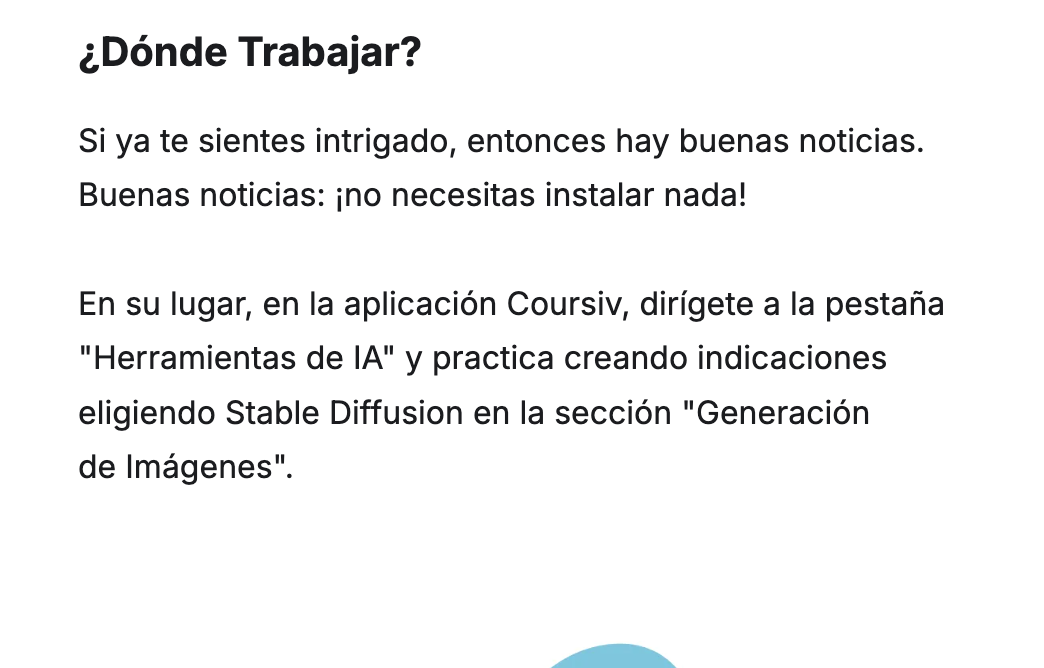 ¿Dónde Trabajar?
Si ya te sientes intrigado, entonces hay buenas noticias.
Buenas noticias: ¡no necesitas instalar nada!
En su lugar, en la aplicación Coursiv, dirígete a la pestaña
"Herramientas de IA" y practica creando indicaciones
eligiendo Stable Diffusion en la sección "Generación
de Imágenes".